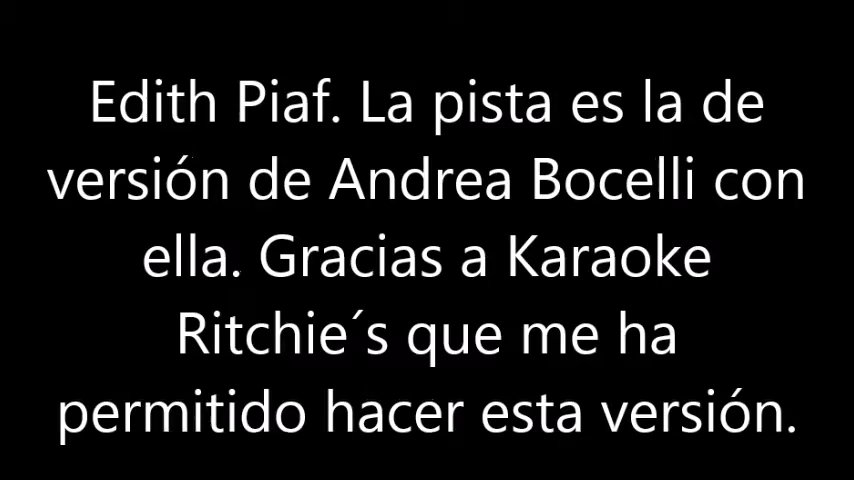 Edith Piaf. La pista es la de
versión de Andrea Bocelli con
ella. Gracias a Karaoke
Ritchie´s que me ha
permitido hacer esta versión.